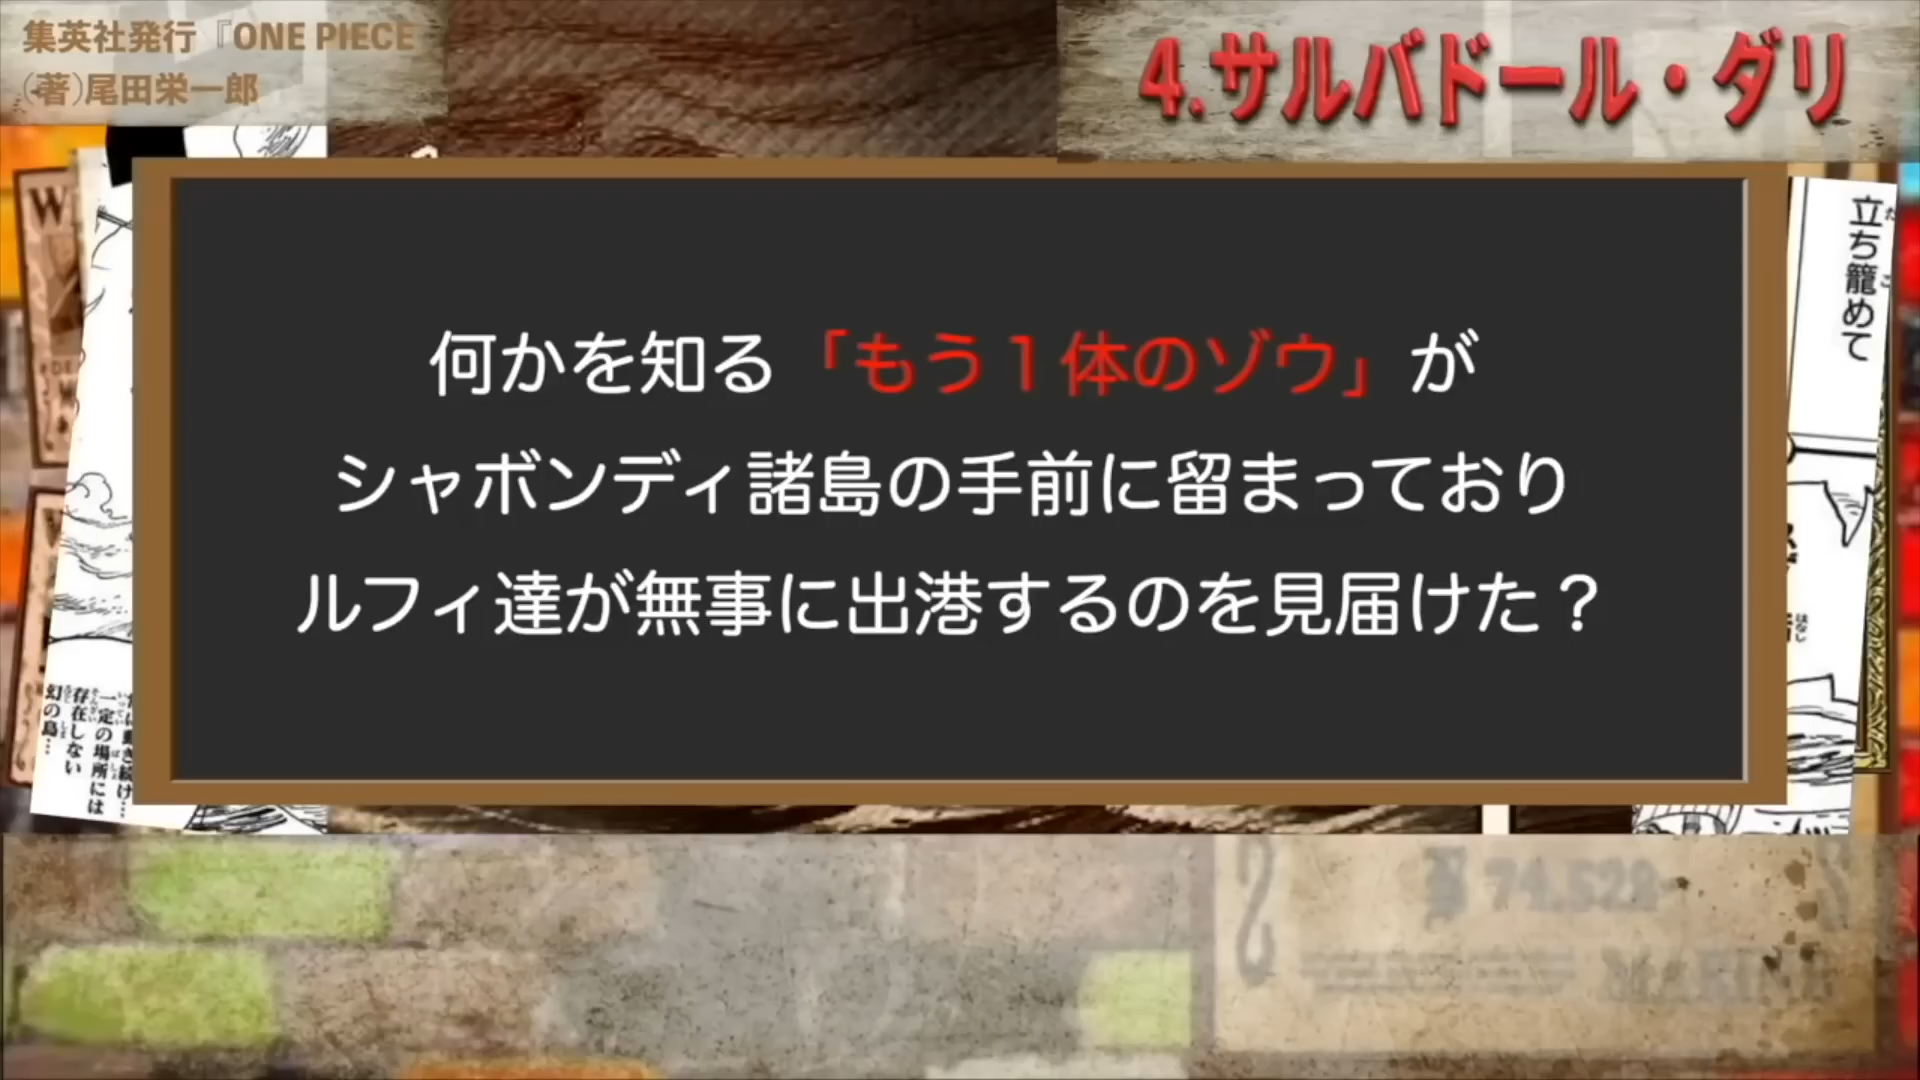 集英社発行『ONE PIECE
(著)尾田栄一郎
4.サルバドール・ダリ
何かを知る「もう１体のゾウ」が
シャボンディ諸島の手前に留まっており
ルフィ達が無事に出港するのを見届けた？
立ち籠めて
一定の場所には
存在しない
幻の島…